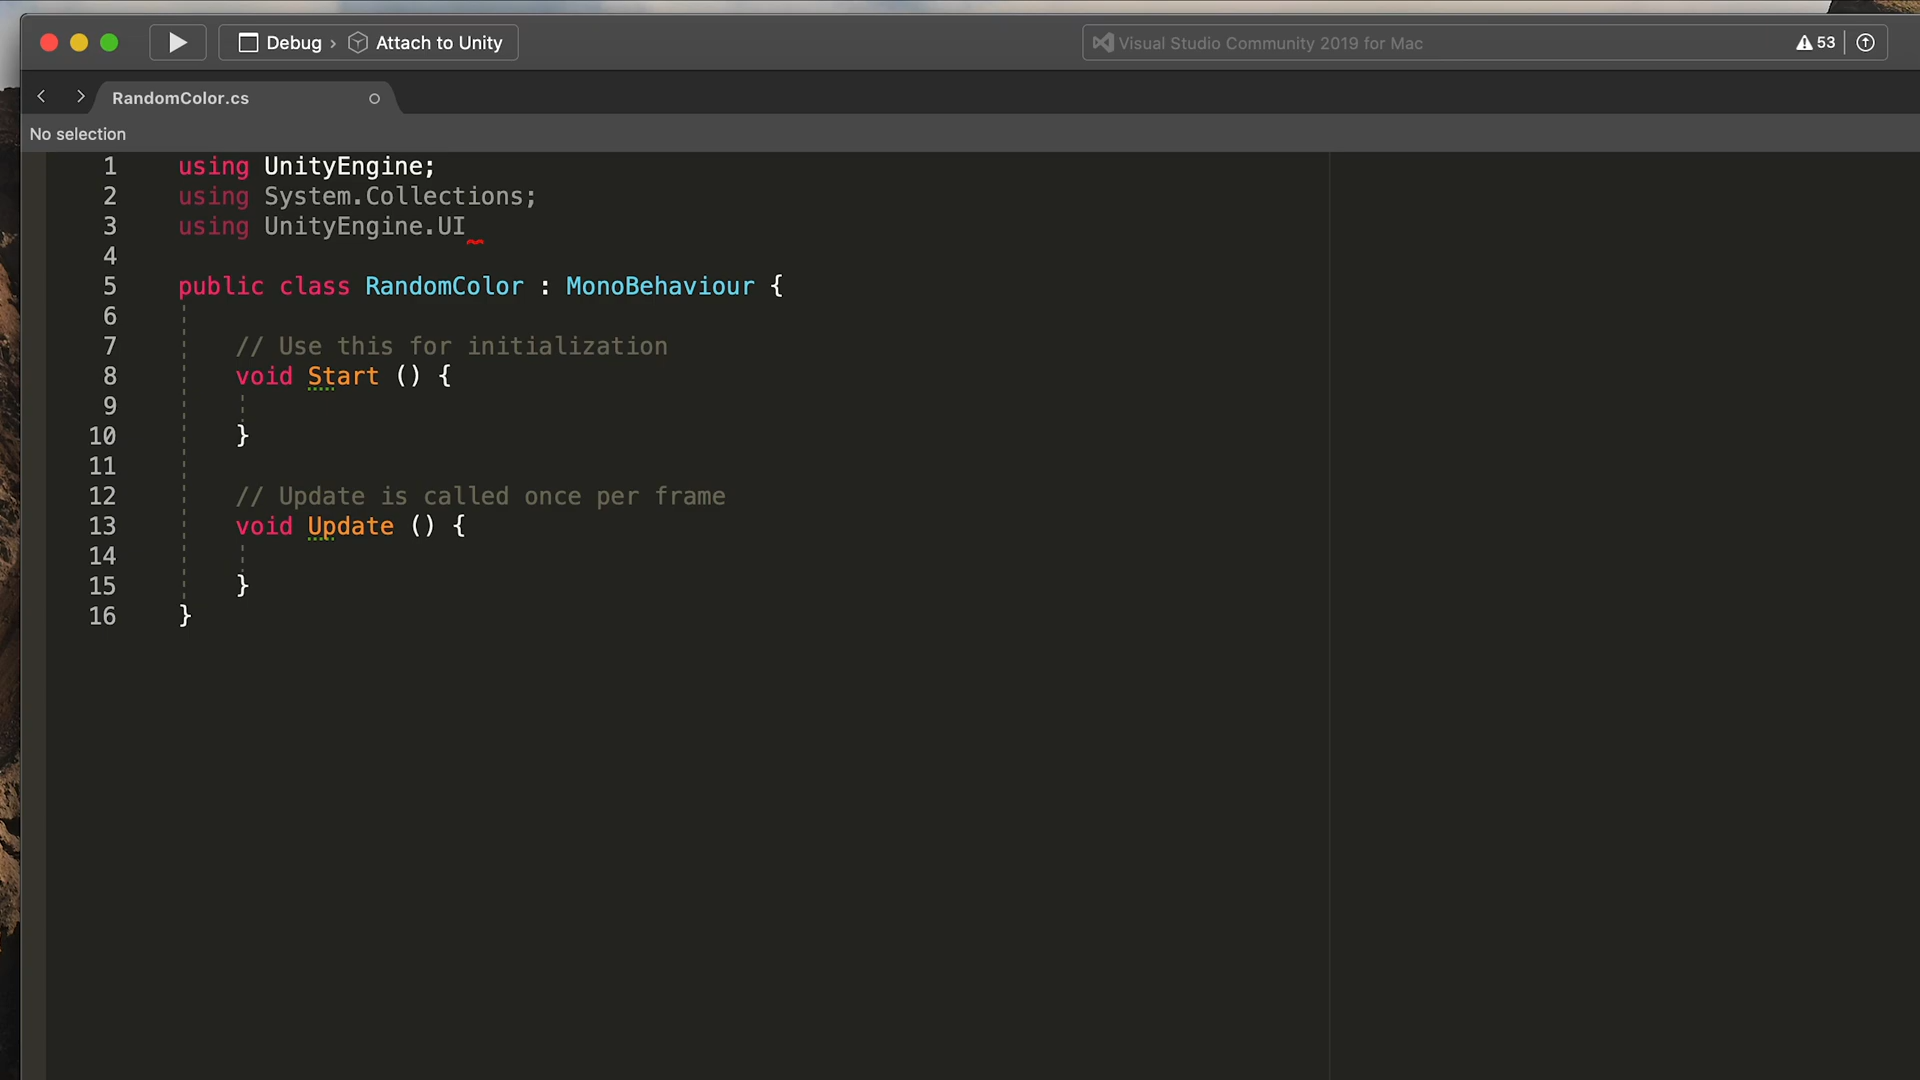 Debug › Attach to Unity
Visual Studio Community 2019 for Mac
53
RandomColor.cs
No selection
1 using UnityEngine;
2 using System.Collections;
3 using UnityEngine.UI
4
5 public class RandomColor : MonoBehaviour {
6
7 // Use this for initialization
8 void Start () {
9
10 }
11
12 // Update is called once per frame
13 void Update () {
14
15 }
16 }